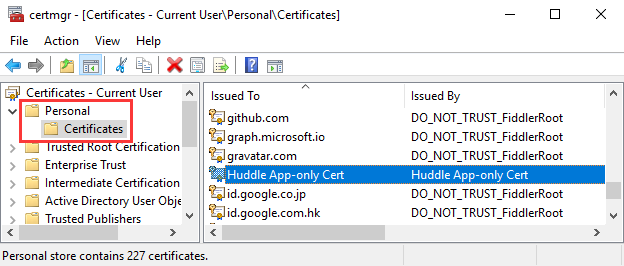 certmgr - [Certificates - Current User\Personal\Certificates]
File Action View Help
Certificates - Current User
Personal
Certificates
Trusted Root Certification
Enterprise Trust
Intermediate Certification
Active Directory User Obje
Trusted Publishers
Issued To Issued By
github.com DO_NOT_TRUST_FiddlerRoot
graph.microsoft.io DO_NOT_TRUST_FiddlerRoot
gravatar.com DO_NOT_TRUST_FiddlerRoot
Huddle App-only Cert Huddle App-only Cert
id.google.co.jp DO_NOT_TRUST_FiddlerRoot
id.google.com.hk DO_NOT_TRUST_FiddlerRoot
Personal store contains 227 certificates.